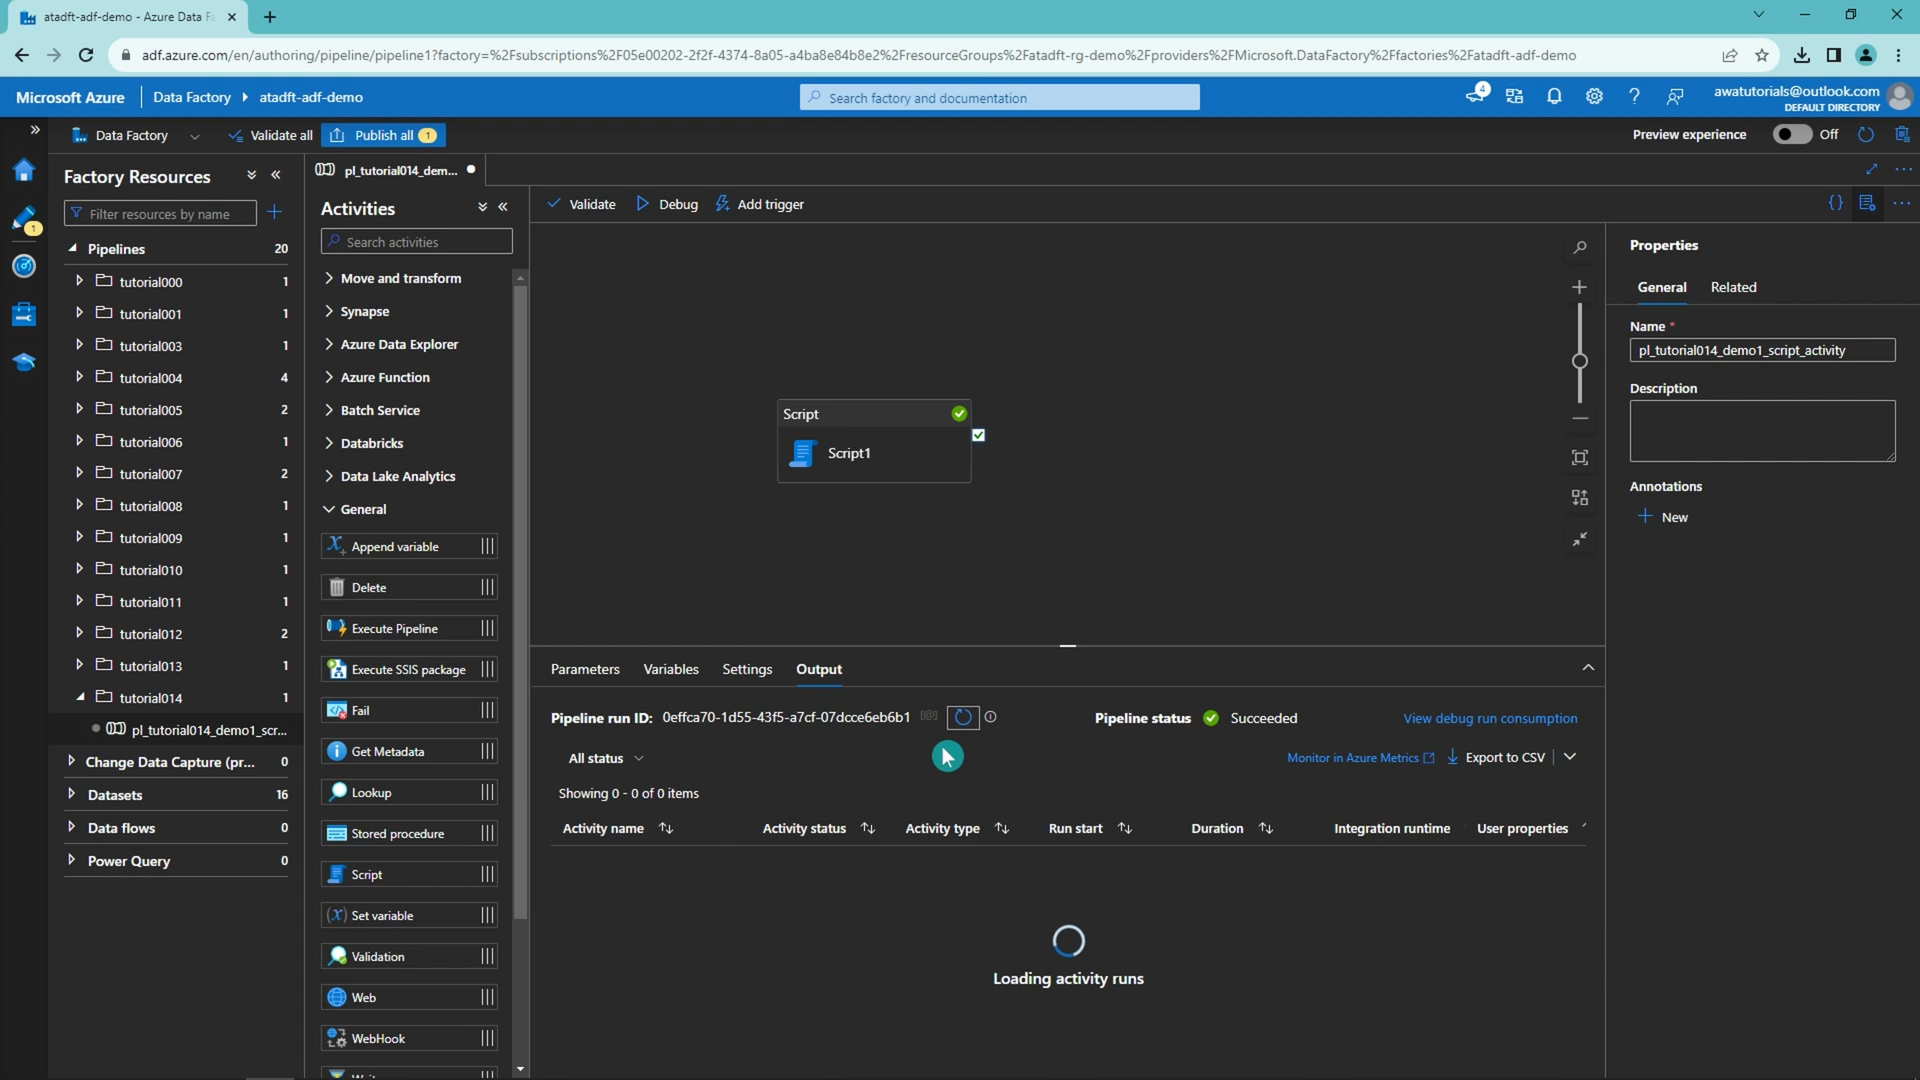 atadft-adf-demo - Azure Data Fa
adf.azure.com/en/authoring/pipeline/pipeline1?factory=%2Fsubscriptions%2F05e00202-2f2f-4374-8a05-a4ba8e84b8e2%2FresourceGroups%2Fatadft-rg-demo%2Fproviders%2FMicrosoft.DataFactory%2Ffactories%2Fatadft-adf-demo
Microsoft Azure
Data Factory
atadft-adf-demo
Search factory and documentation
4
awatutorials@outlook.com
DEFAULT DIRECTORY
Data Factory
Validate all
Publish all 1
Preview experience
Off
1
Factory Resources
Filter resources by name
Pipelines 20
tutorial000 1
tutorial001 1
tutorial003 1
tutorial004 4
tutorial005 2
tutorial006 1
tutorial007 2
tutorial008 1
tutorial009 1
tutorial010 1
tutorial011 1
tutorial012 2
tutorial013 1
tutorial014 1
pl_tutorial014_demo1_scr...
Change Data Capture (pr... 0
Datasets 16
Data flows 0
Power Query 0
pl_tutorial014_dem...
Activities
Search activities
Move and transform
Synapse
Azure Data Explorer
Azure Function
Batch Service
Databricks
Data Lake Analytics
General
Append variable
Delete
Execute Pipeline
Execute SSIS package
Fail
Get Metadata
Lookup
Stored procedure
Script
Set variable
Validation
Web
WebHook
Validate
Debug
Add trigger
Script
Script1
Parameters
Variables
Settings
Output
Pipeline run ID: 0effca70-1d55-43f5-a7cf-07dcce6eb6b1
Pipeline status Succeeded
View debug run consumption
All status
Monitor in Azure Metrics
Export to CSV
Showing 0 - 0 of 0 items
Activity name
Activity status
Activity type
Run start
Duration
Integration runtime
User properties
Loading activity runs
Properties
General
Related
Name *
pl_tutorial014_demo1_script_activity
Description
Annotations
New